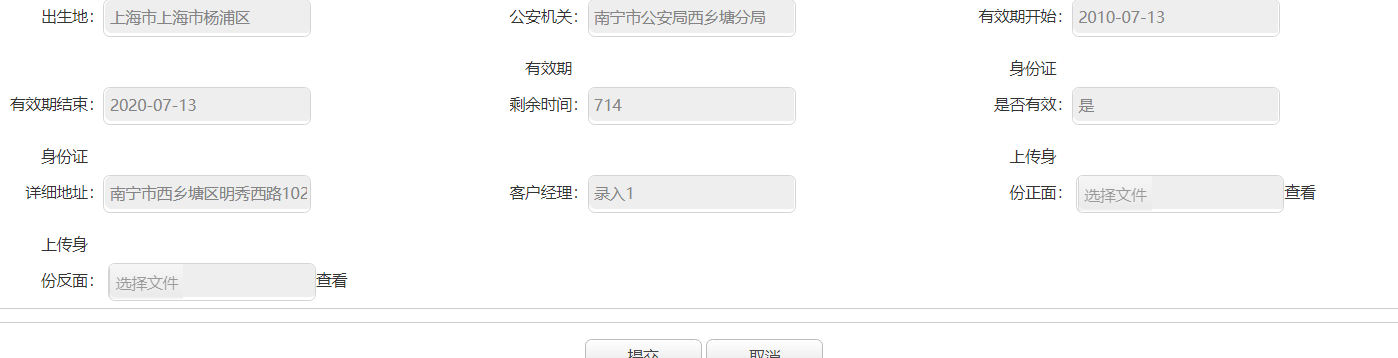 出生地： 上海市上海市杨浦区 公安机关： 南宁市公安局西乡塘分局 有效期开始： 2010-07-13
有效期 身份证
有效期结束： 2020-07-13 剩余时间： 714 是否有效： 是
身份证 上传身
详细地址： 南宁市西乡塘区明秀西路102 客户经理： 录入1 份正面： 选择文件 查看
上传身
份反面： 选择文件 查看
提交 取消